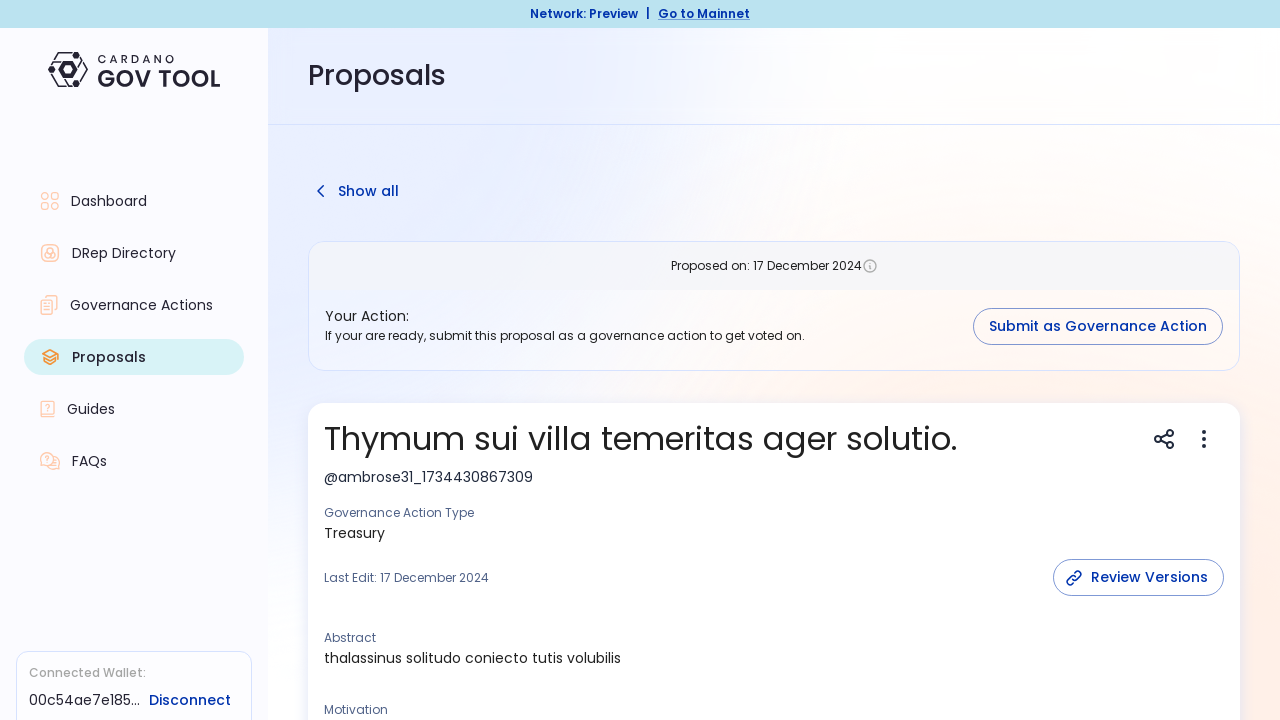 Network: Preview | Go to Mainnet
CARDANO
GOV TOOL
Proposals
Dashboard
DRep Directory
Governance Actions
Proposals
Guides
FAQs
Connected Wallet:
00c54ae7e185... Disconnect
Show all
Proposed on: 17 December 2024
Your Action:
If your are ready, submit this proposal as a governance action to get voted on.
Submit as Governance Action
Thymum sui villa temeritas ager solutio.
@ambrose31_1734430867309
Governance Action Type
Treasury
Last Edit: 17 December 2024
Review Versions
Abstract
thalassinus solitudo coniecto tutis volubilis
Motivation